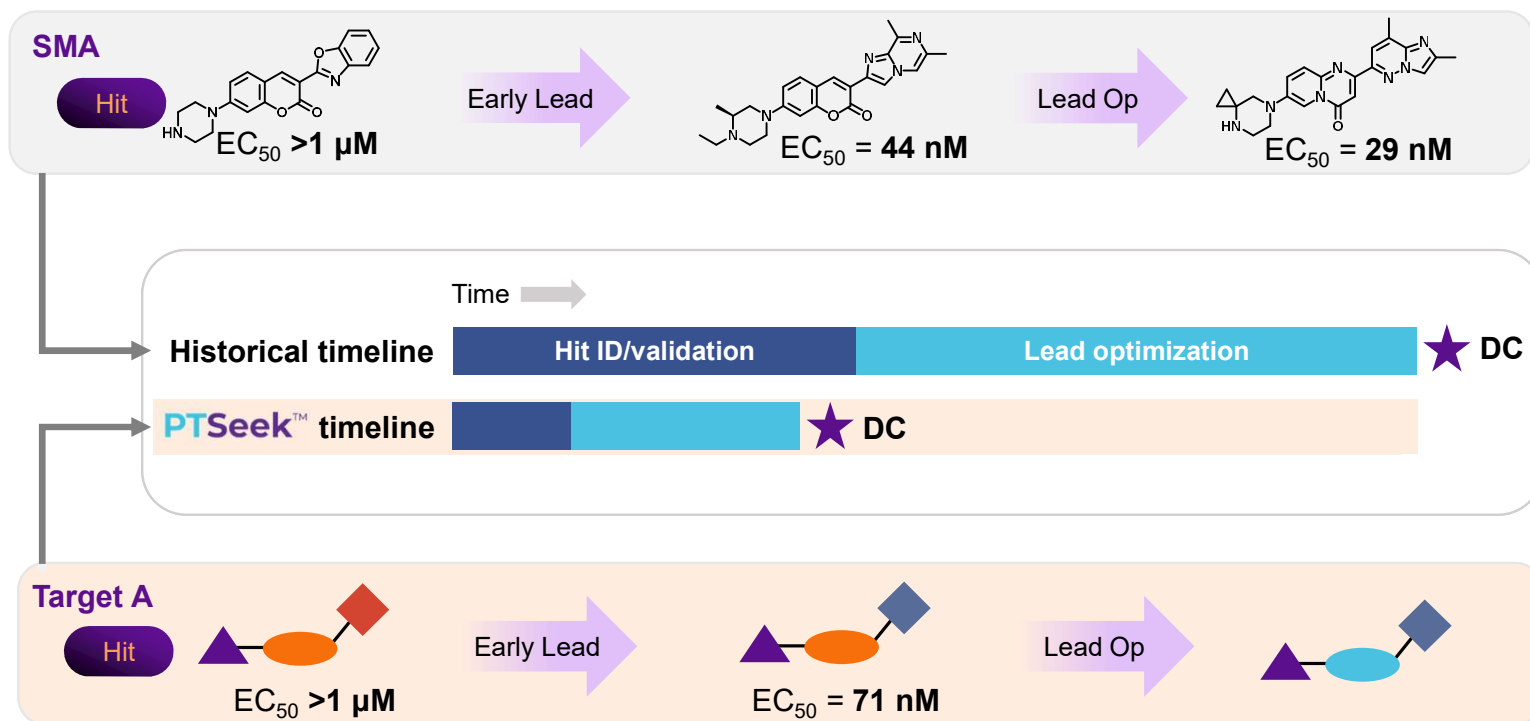 SMA
Hit
EC50 >1 µM
Early Lead
EC50 = 44 nM
Lead Op
EC50 = 29 nM
O
N
N
HN
O
O
N
N
N
N
N
O
O
N
N
N
N
N
N
HN
N
O
Time
Historical timeline
Hit ID/validation
Lead optimization
DC
PTSeek™ timeline
DC
Target A
Hit
EC50 >1 µM
Early Lead
EC50 = 71 nM
Lead Op